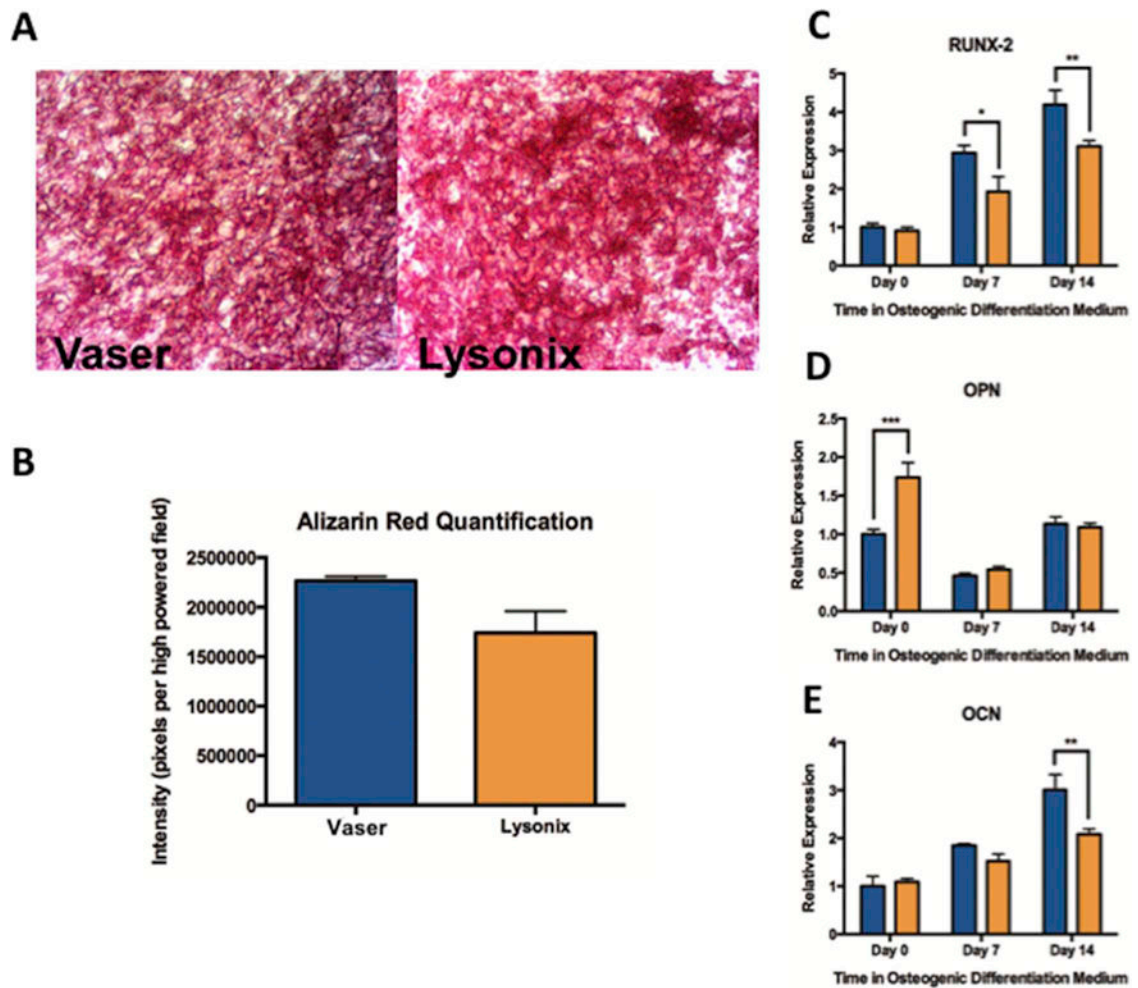 A
Vaser
Lysonix
B
Alizarin Red Quantification
Intensity (pixels per high powered field)
2500000
2000000
1500000
1000000
500000
0
Vaser
Lysonix
C
RUNX-2
Relative Expression
5
4
3
2
1
0
*
**
Day 0
Day 7
Day 14
Time in Osteogenic Differentiation Medium
D
OPN
Relative Expression
2.5
2.0
1.5
1.0
0.5
0.0
***
Day 0
Day 7
Day 14
Time in Osteogenic Differentiation Medium
E
OCN
Relative Expression
4
3
2
1
0
**
Day 0
Day 7
Day 14
Time in Osteogenic Differentiation Medium